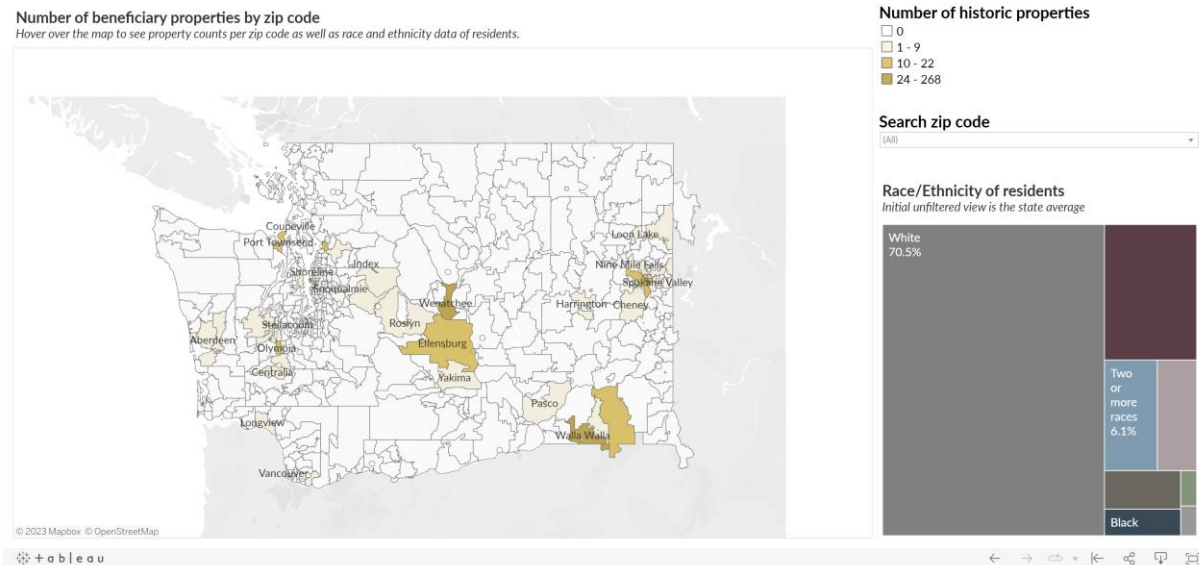 Number of beneficiary properties by zip code
Hover over the map to see property counts per zip code as well as race and ethnicity data of residents.
Number of historic properties
0
1 - 9
10 - 22
24 - 268
Search zip code
(All)
Race/Ethnicity of residents
Initial unfiltered view is the state average
White
70.5%
Two
or
more
races
6.1%
Black
Coupeville
Port Townsend
Loon Lake
Index
Nine Mile Falls
Shoreline
Spokane Valley
Snoqualmie
Wenatchee
Harrington
Cheney
Roslyn
Steilacoom
Aberdeen
Olympia
Ellensburg
Centralia
Yakima
Pasco
Longview
Walla Walla
Vancouver
© 2023 Mapbox © OpenStreetMap
+ableau